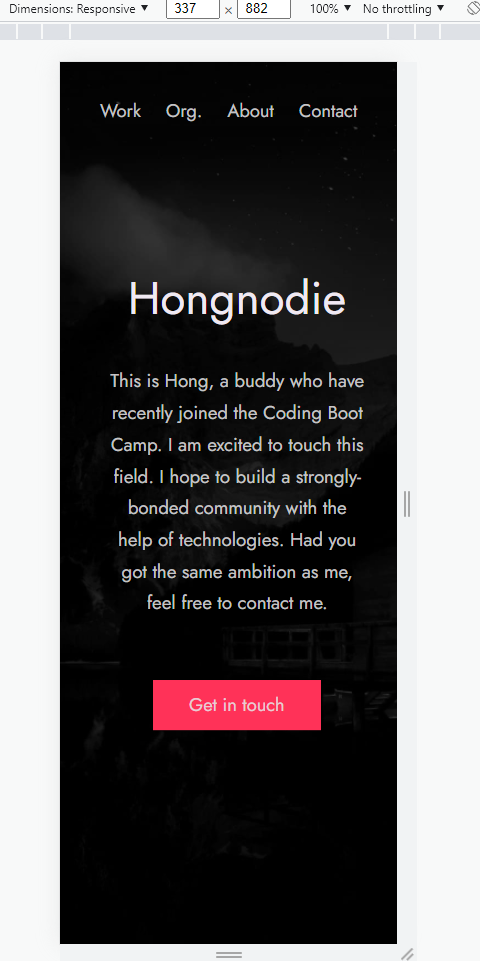 Dimensions: Responsive ▼ 337 × 882 100% ▼ No throttling ▼
Work Org. About Contact
Hongnodie
This is Hong, a buddy who have
recently joined the Coding Boot
Camp. I am excited to touch this
field. I hope to build a strongly-
bonded community with the
help of technologies. Had you
got the same ambition as me,
feel free to contact me.
Get in touch